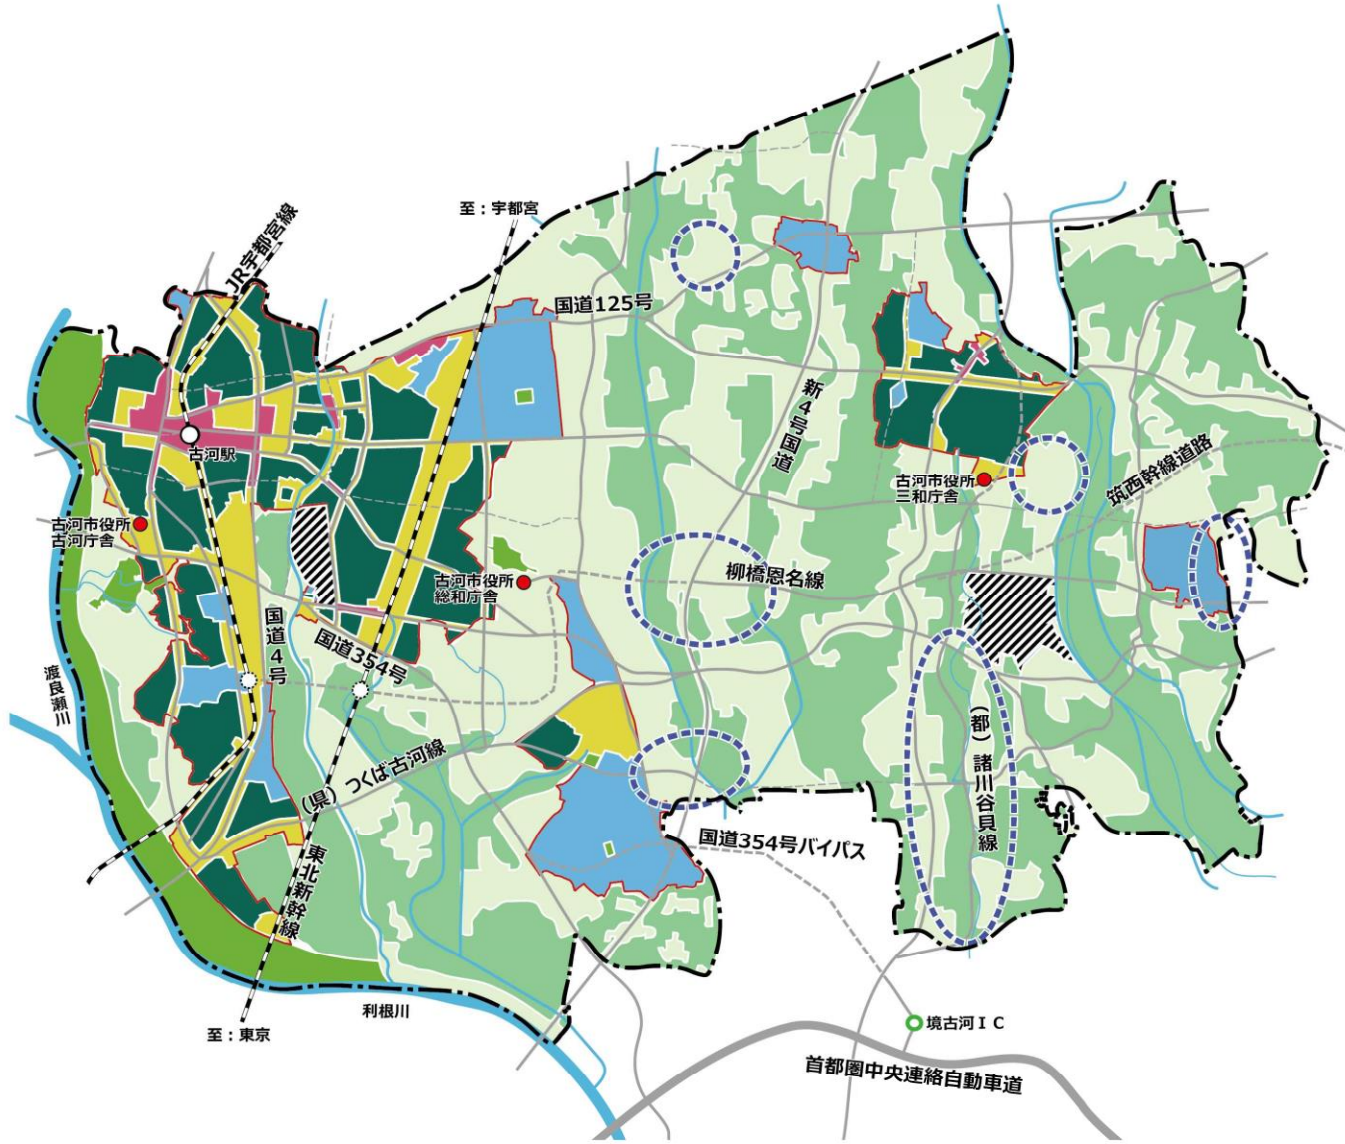 至：宇都宮
JR宇都宮線
国道125号
新4号国道
古河駅
古河市役所
三和庁舎
筑西幹線道路
古河市役所
古河庁舎
古河市役所
総和庁舎
柳橋恩名線
国道4号
国道354号
渡良瀬川
（都）諸川谷貝線
（県）つくば古河線
国道354号バイパス
東北新幹線
利根川
至：東京
境古河ＩＣ
首都圏中央連絡自動車道